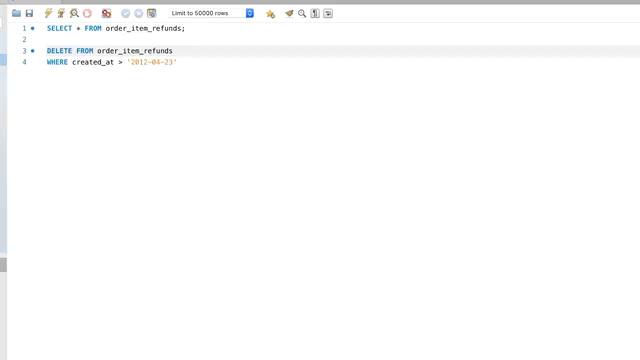 Limit to 50000 rows
1 SELECT * FROM order_item_refunds;
2
3 DELETE FROM order_item_refunds
4 WHERE created_at > '2012-04-23'